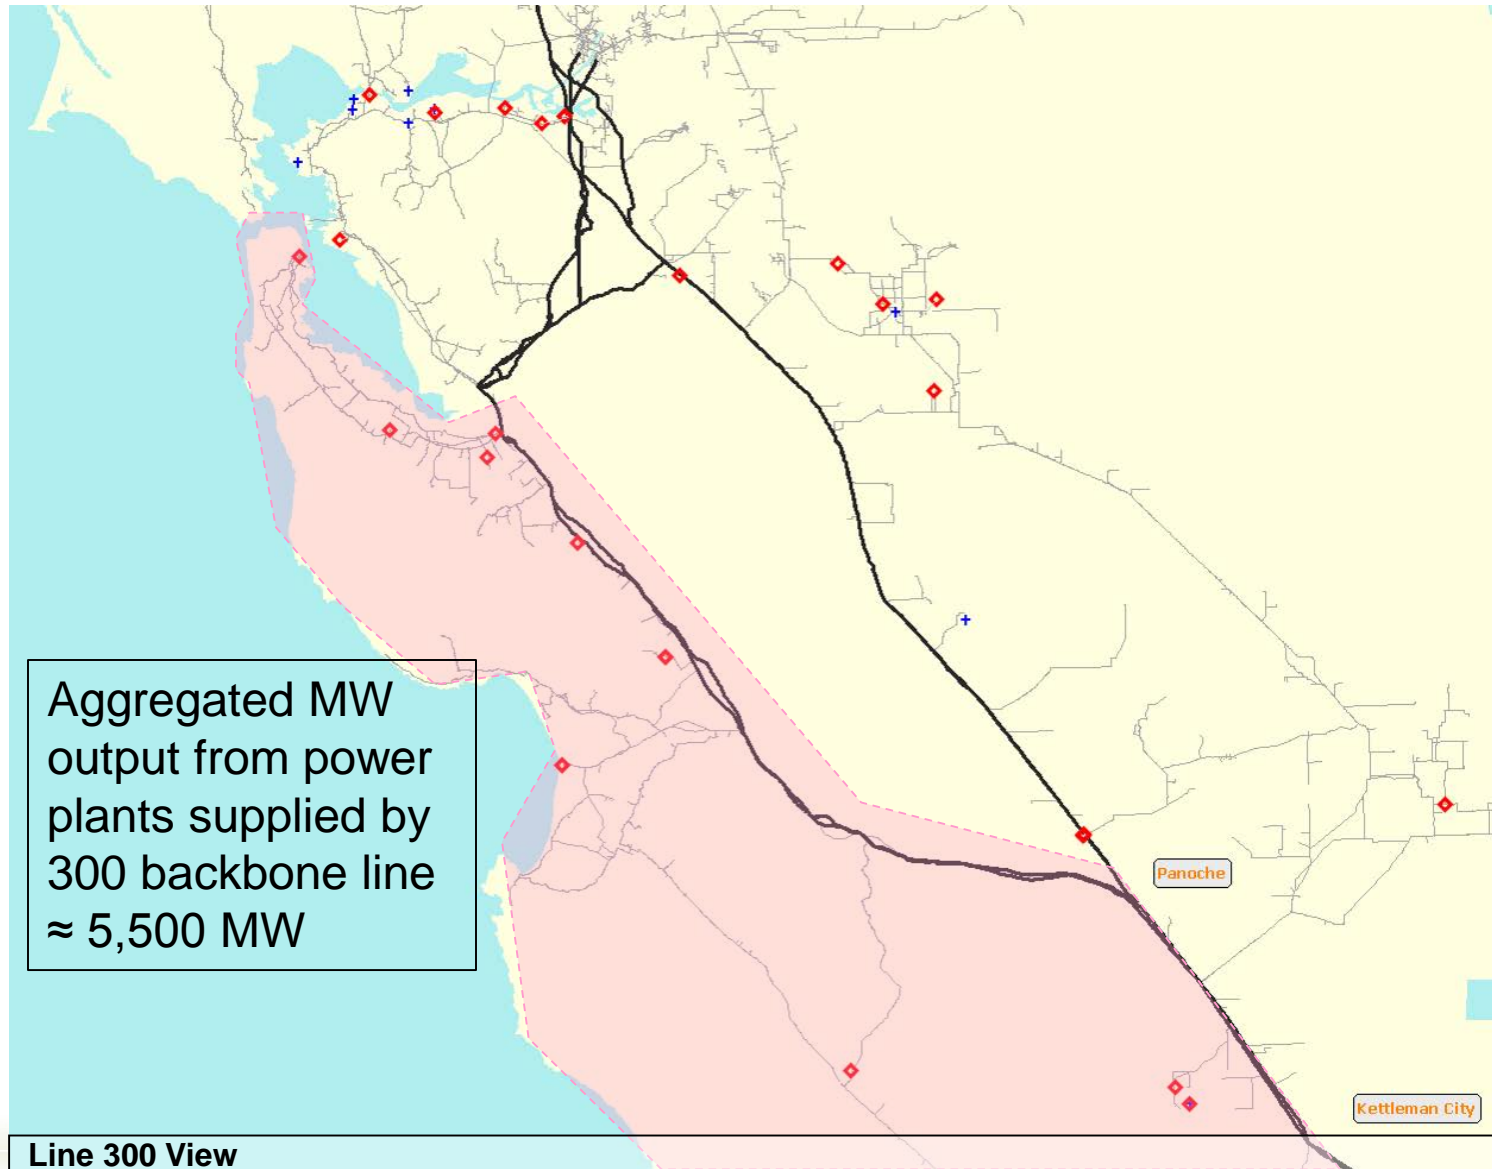 Aggregated MW
output from power
plants supplied by
300 backbone line
≈ 5,500 MW
Panoche
Kettleman City
Line 300 View